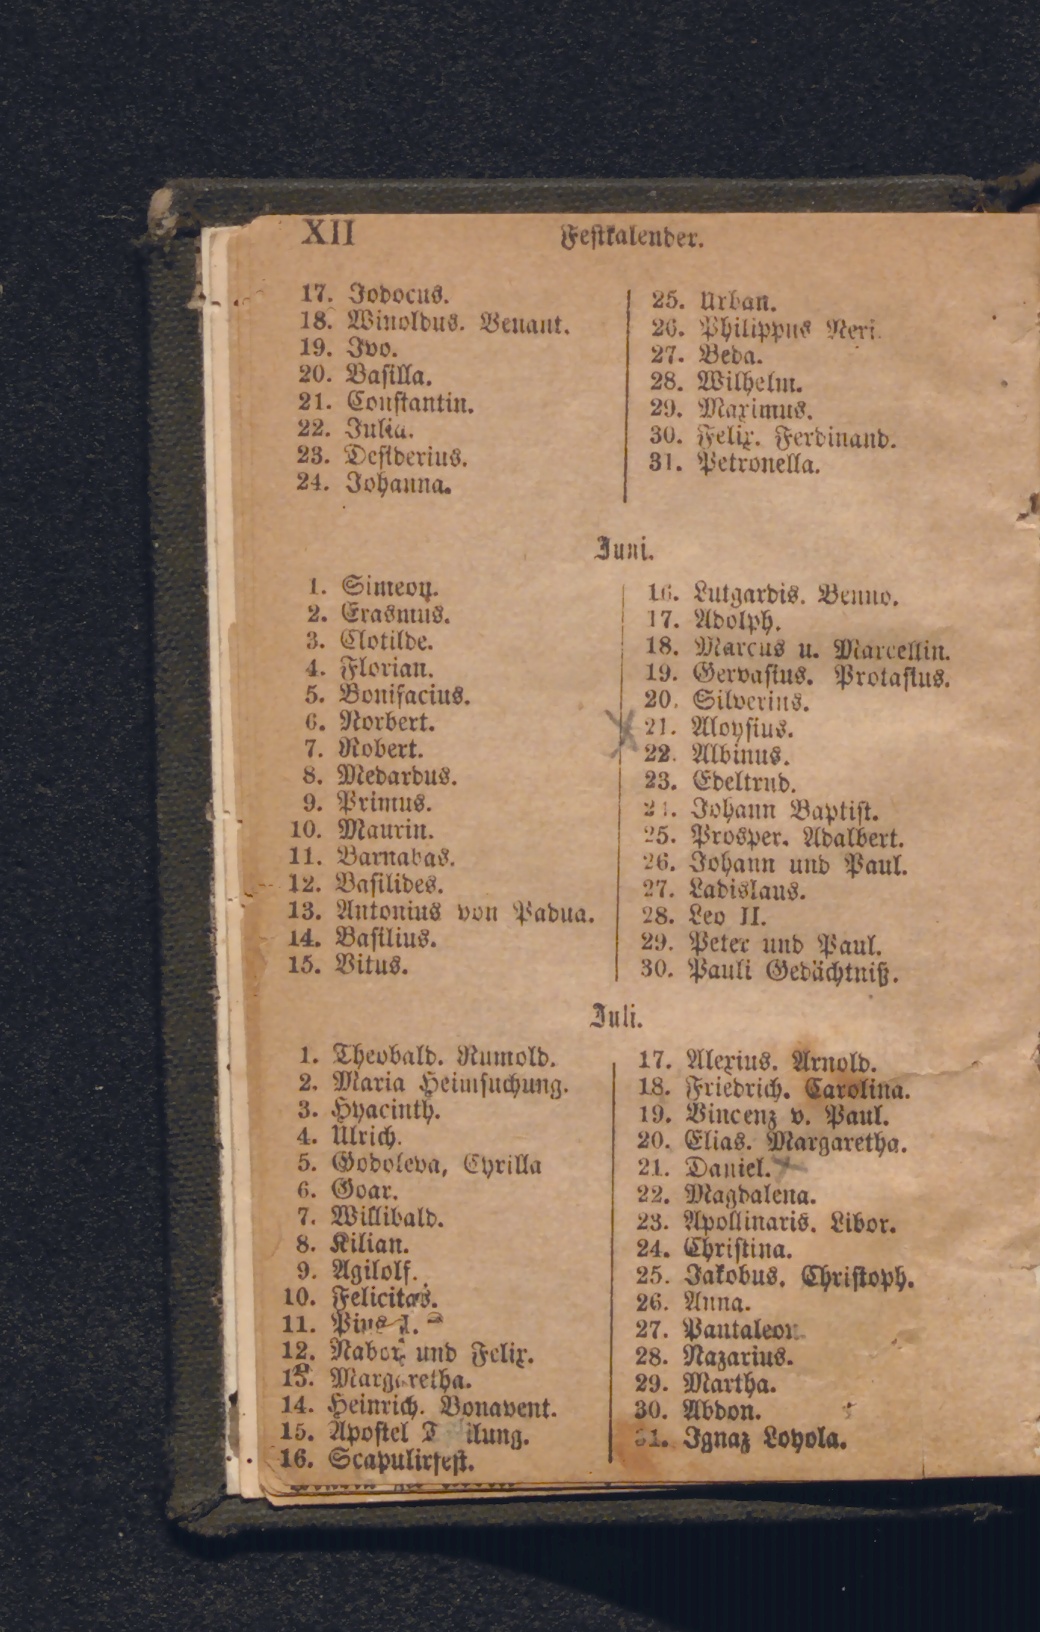 XII Festkalender.
17. Jodocus.
18. Winoldus. Venant.
19. Ivo.
20. Basilla.
21. Constantin.
22. Julia.
23. Desiderius.
24. Johanna.
25. Urban.
26. Philippus Neri.
27. Beda.
28. Wilhelm.
29. Maximus.
30. Felix. Ferdinand.
31. Petronella.
Juni.
1. Simeon.
2. Erasmus.
3. Clotilde.
4. Florian.
5. Bonifacius.
6. Norbert.
7. Robert.
8. Medardus.
9. Primus.
10. Maurin.
11. Barnabas.
12. Basilides.
13. Antonius von Padua.
14. Basilius.
15. Vitus.
16. Lutgardis. Benno.
17. Adolph.
18. Marcus u. Marcellin.
19. Gervasius. Protasius.
20. Silverius.
21. Aloysius.
22. Albinus.
23. Edeltrud.
24. Johann Baptist.
25. Prosper. Adalbert.
26. Johann und Paul.
27. Ladislaus.
28. Leo II.
29. Peter und Paul.
30. Pauli Gedächtniß.
Juli.
1. Theobald. Rumold.
2. Maria Heimsuchung.
3. Hyacinth.
4. Ulrich.
5. Godoleva, Cyrilla
6. Goar.
7. Willibald.
8. Kilian.
9. Agilolf.
10. Felicitas.
11. Pius I.
12. Nabor und Felix.
13. Margaretha.
14. Heinrich. Bonavent.
15. Apostel Theilung.
16. Scapulirfest.
17. Alexius. Arnold.
18. Friedrich. Carolina.
19. Vincenz v. Paul.
20. Elias. Margaretha.
21. Daniel.
22. Magdalena.
23. Apollinaris. Libor.
24. Christina.
25. Jakobus. Christoph.
26. Anna.
27. Pantaleon
28. Nazarius.
29. Martha.
30. Abdon.
31. Ignaz Loyola.